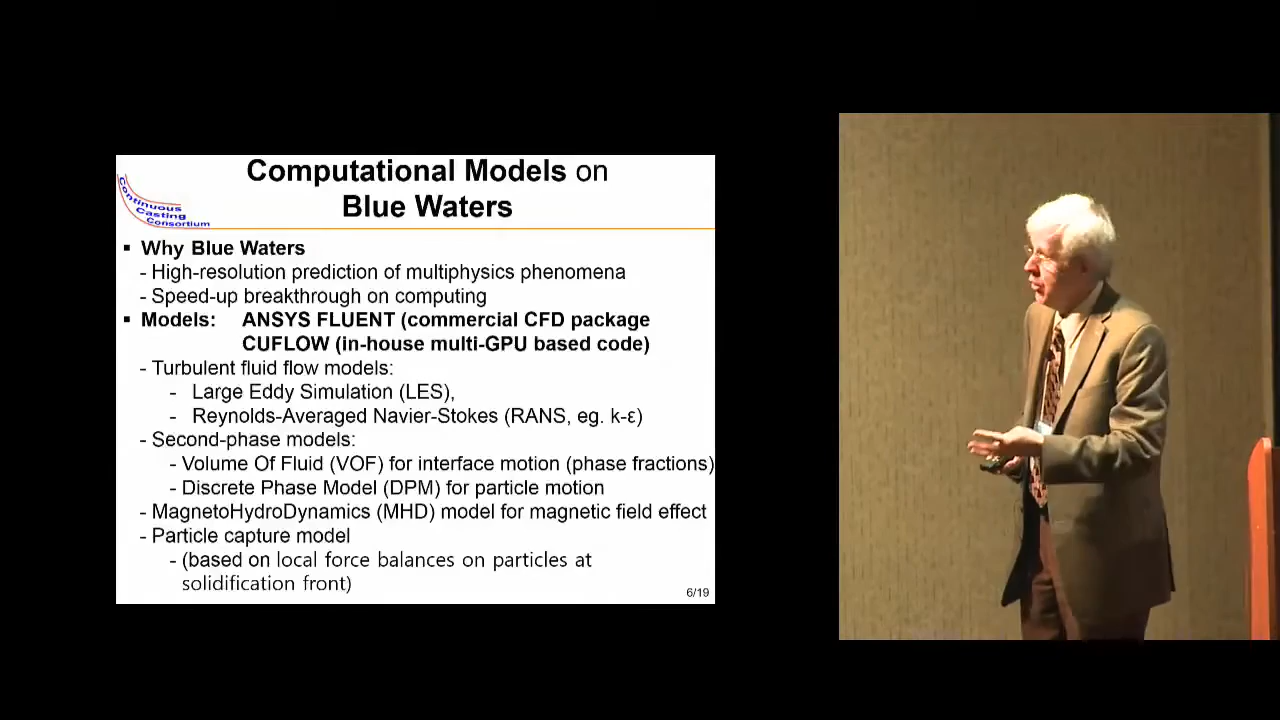 Computational Models on
Blue Waters
Continuous
Casting
Consortium
▪ Why Blue Waters
- High-resolution prediction of multiphysics phenomena
- Speed-up breakthrough on computing
▪ Models: ANSYS FLUENT (commercial CFD package
CUFLOW (in-house multi-GPU based code)
- Turbulent fluid flow models:
- Large Eddy Simulation (LES),
- Reynolds-Averaged Navier-Stokes (RANS, eg. k-ε)
- Second-phase models:
- Volume Of Fluid (VOF) for interface motion (phase fractions)
- Discrete Phase Model (DPM) for particle motion
- MagnetoHydroDynamics (MHD) model for magnetic field effect
- Particle capture model
- (based on local force balances on particles at
solidification front)
6/19